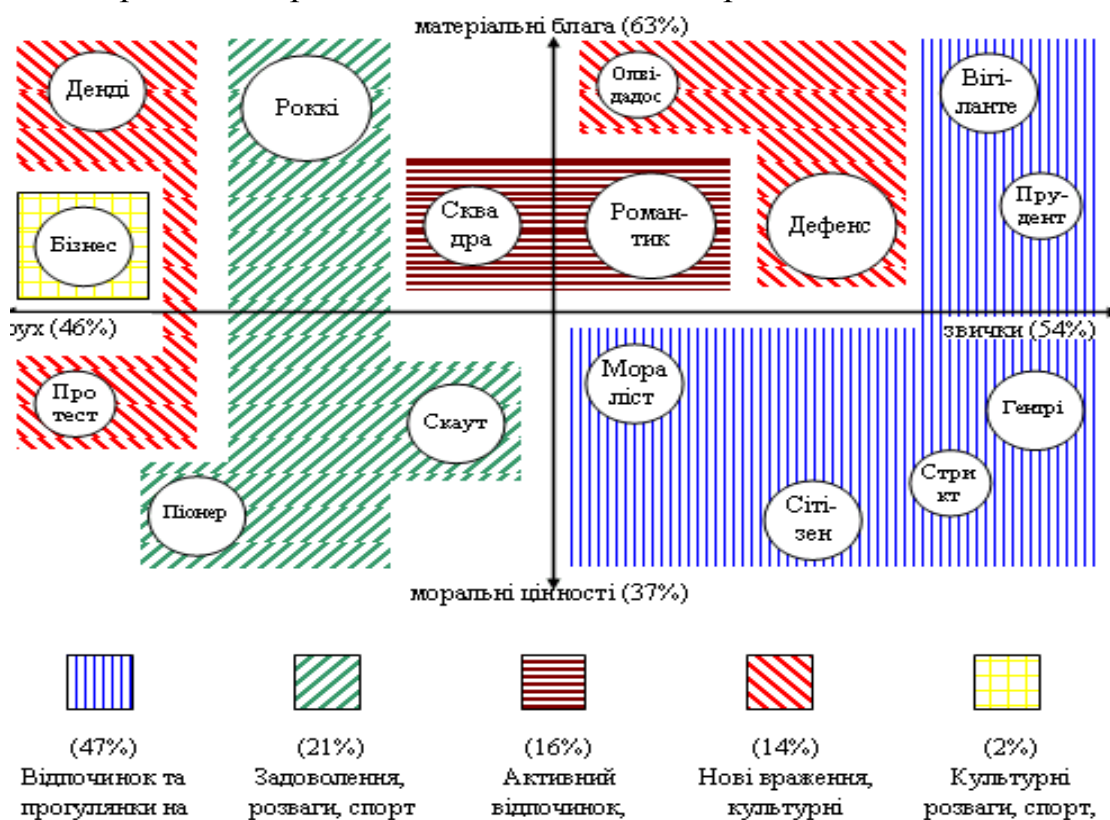 матеріальні блага (63%)
Денді
Роккі
Олві-
дадос
Вігі-
ланте
Бізнес
Сква
дра
Роман-
тик
Дефенс
Пру-
дент
рух (46%)
звички (54%)
Про
тест
Скаут
Мора
ліст
Гентрі
Піонер
Сіті-
зен
Стри
кт
моральні цінності (37%)
(47%) (21%) (16%) (14%) (2%)
Відпочинок та Задоволення, Активний Нові враження, Культурні
прогулянки на розваги, спорт відпочинок, культурні розваги, спорт,